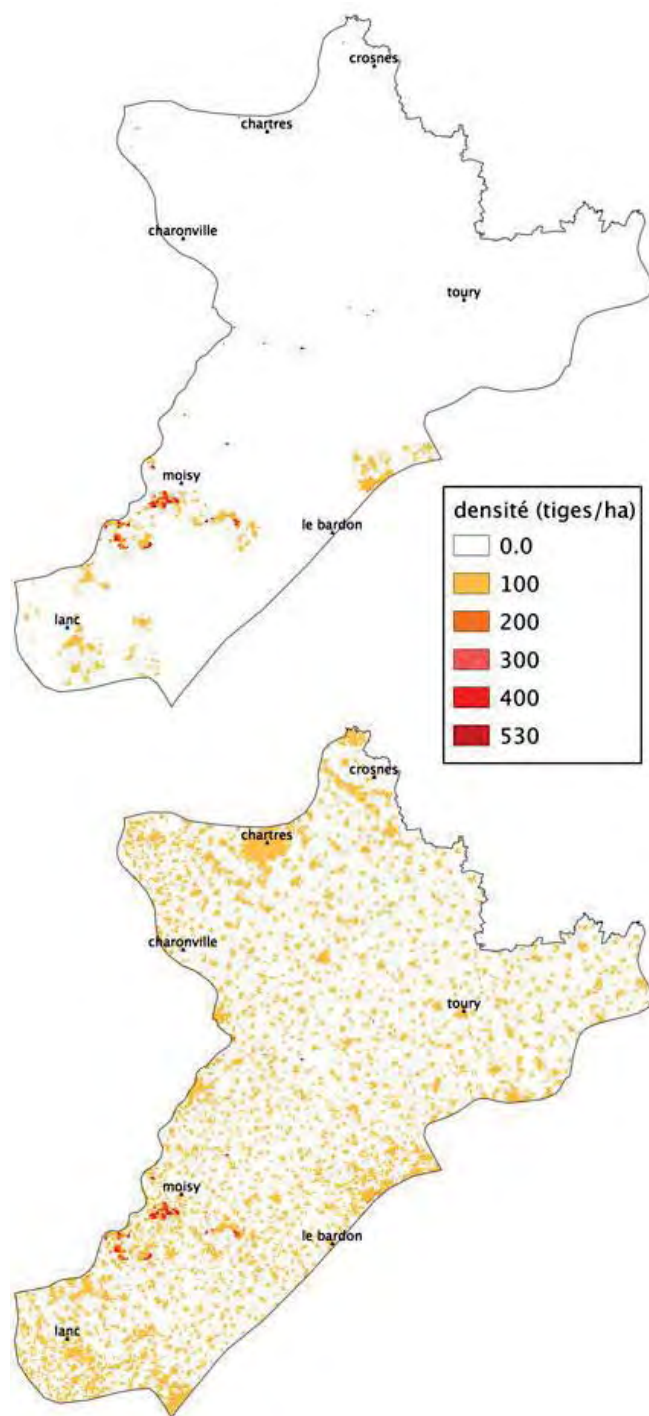 crosnes
chartres
charonville
toury
moisy
le bardon
lanc
densité (tiges/ha)
0.0
100
200
300
400
530
crosnes
chartres
charonville
toury
moisy
le bardon
lanc